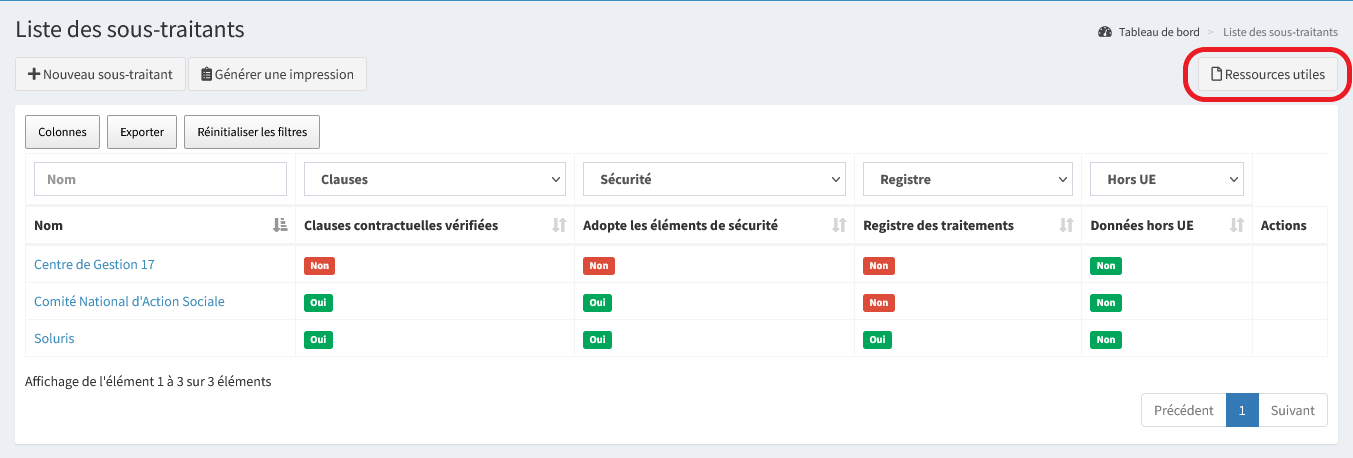 Liste des sous-traitants
Tableau de bord > Liste des sous-traitants
Nouveau sous-traitant Générer une impression Ressources utiles
Colonnes Exporter Réinitialiser les filtres
Nom Clauses Sécurité Registre Hors UE
Nom Clauses contractuelles vérifiées Adopte les éléments de sécurité Registre des traitements Données hors UE Actions
Centre de Gestion 17 Non Non Non Non
Comité National d'Action Sociale Oui Oui Non Non
Soluris Oui Oui Oui Non
Affichage de l'élément 1 à 3 sur 3 éléments
Précédent 1 Suivant